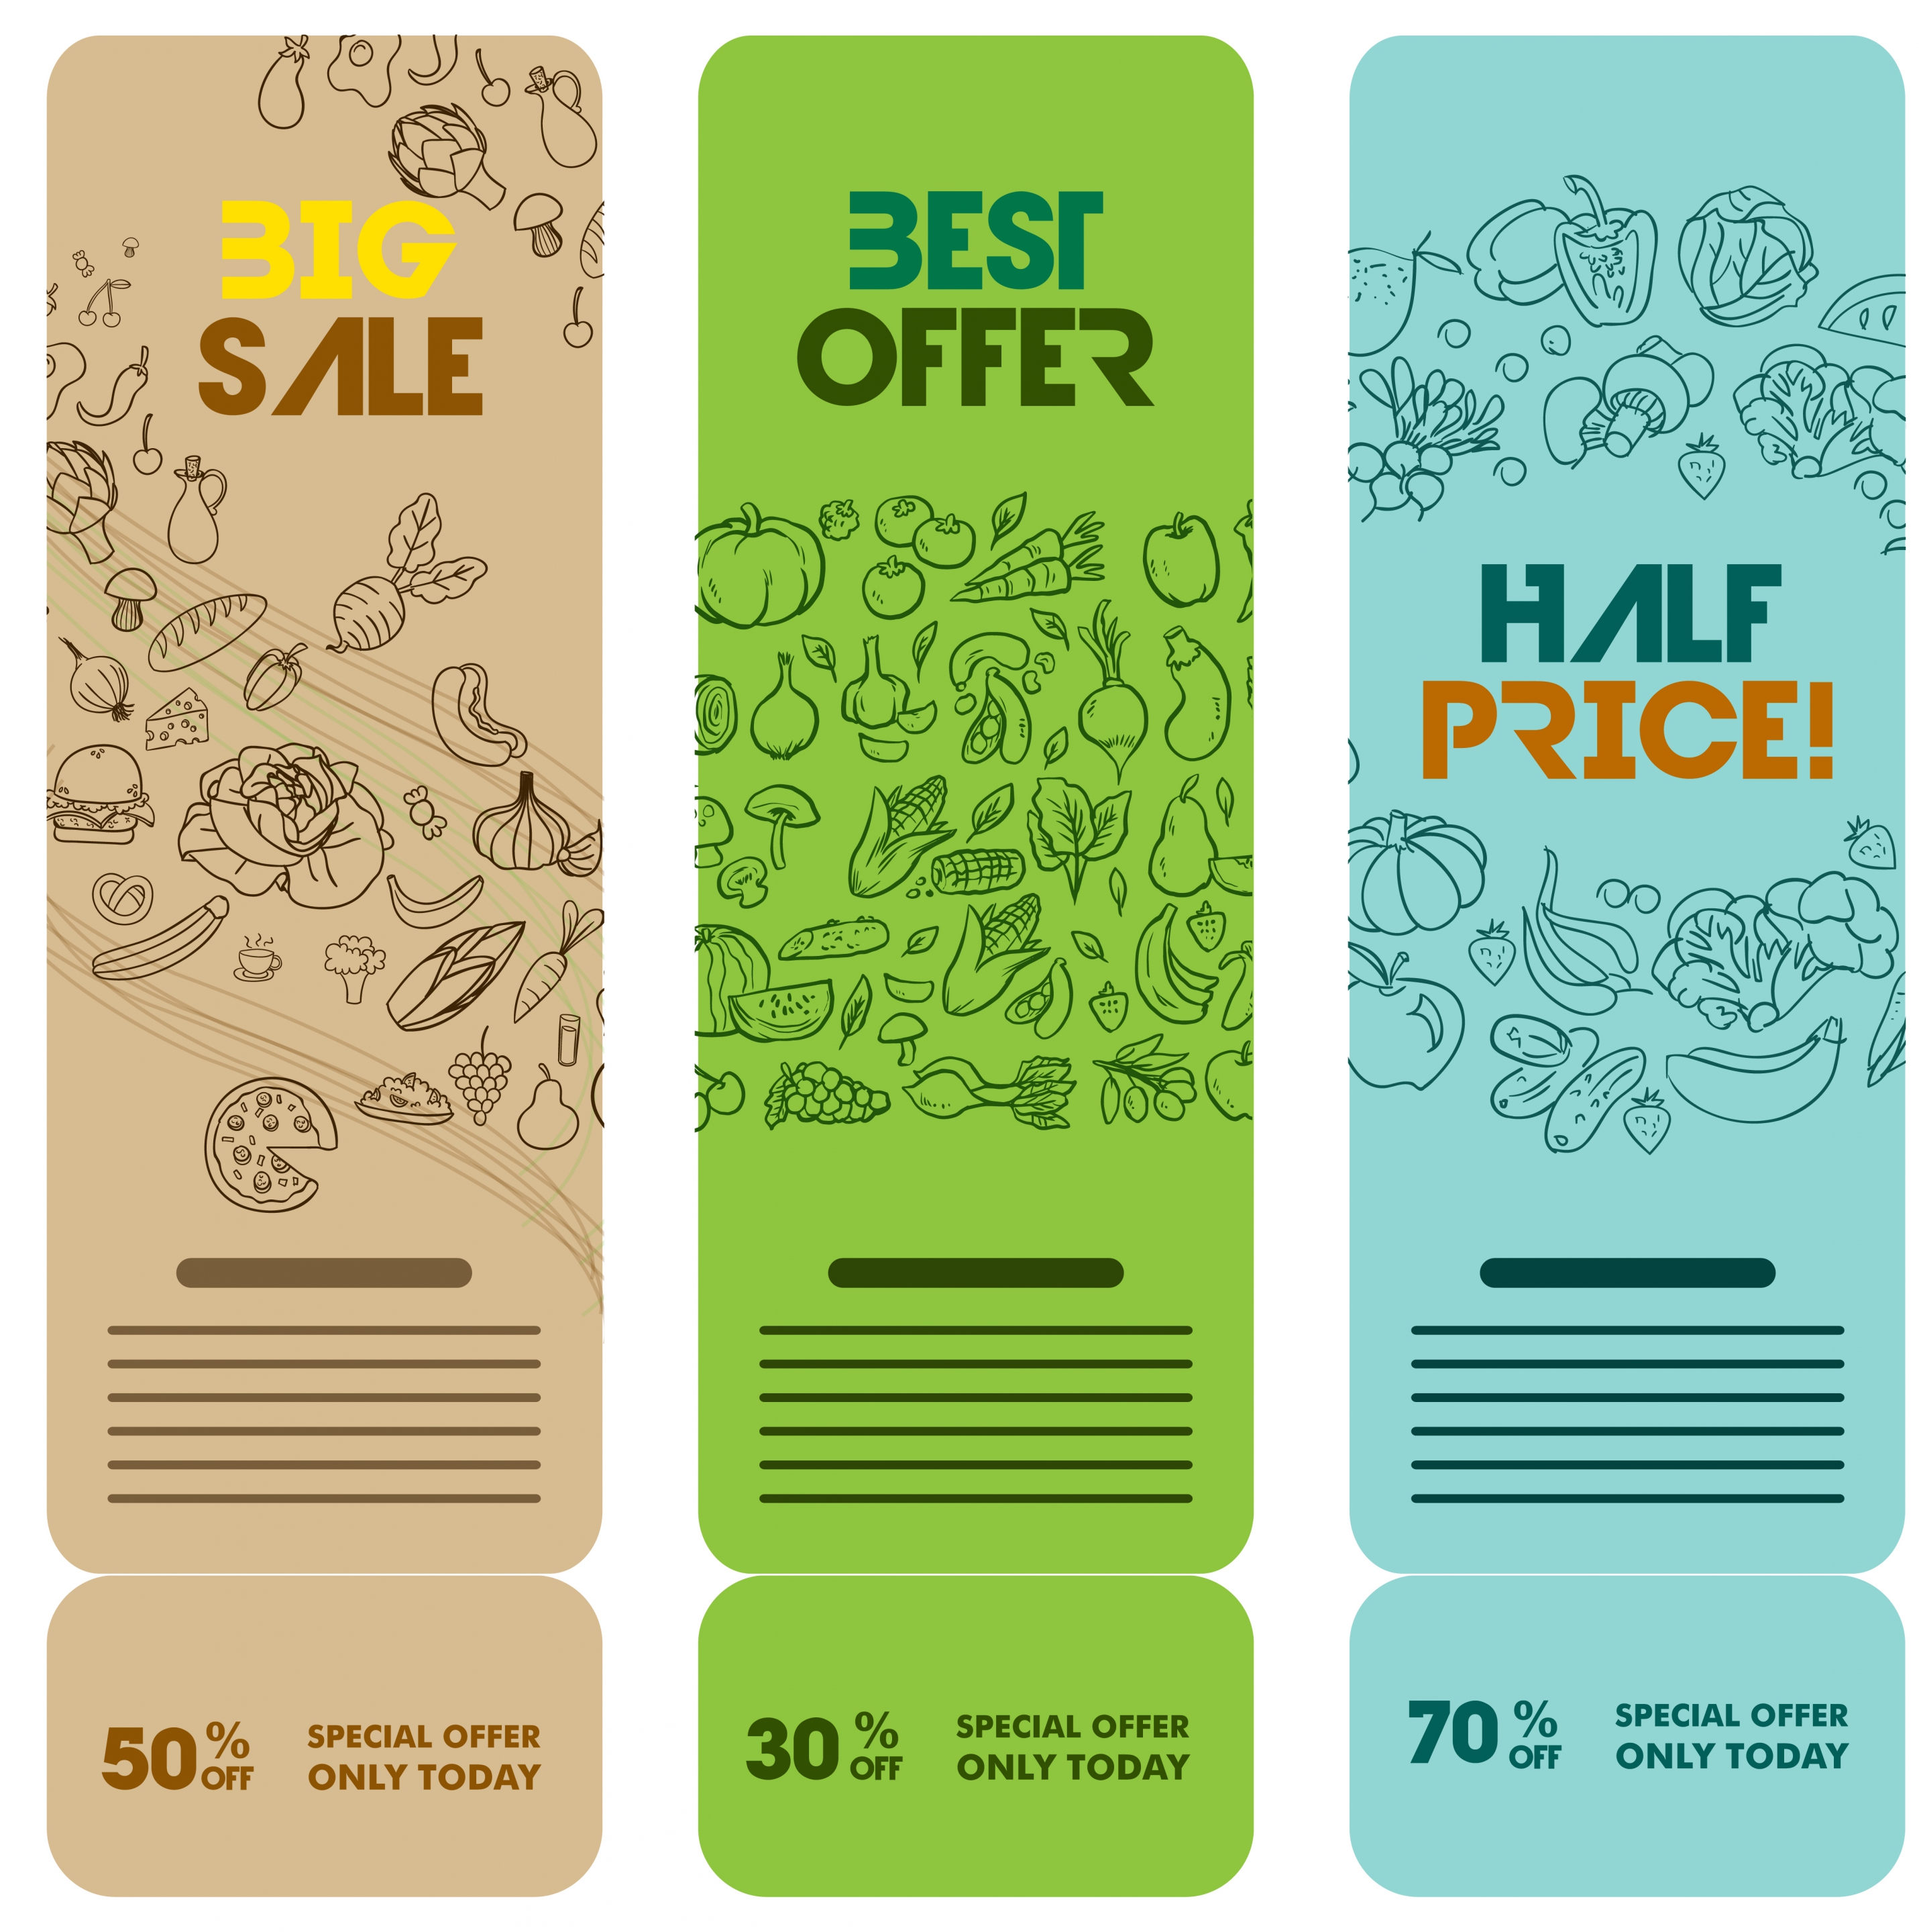 BIG
SALE
50%
OFF
SPECIAL OFFER
ONLY TODAY
BEST
OFFER
30%
OFF
SPECIAL OFFER
ONLY TODAY
HALF
PRICE!
70%
OFF
SPECIAL OFFER
ONLY TODAY